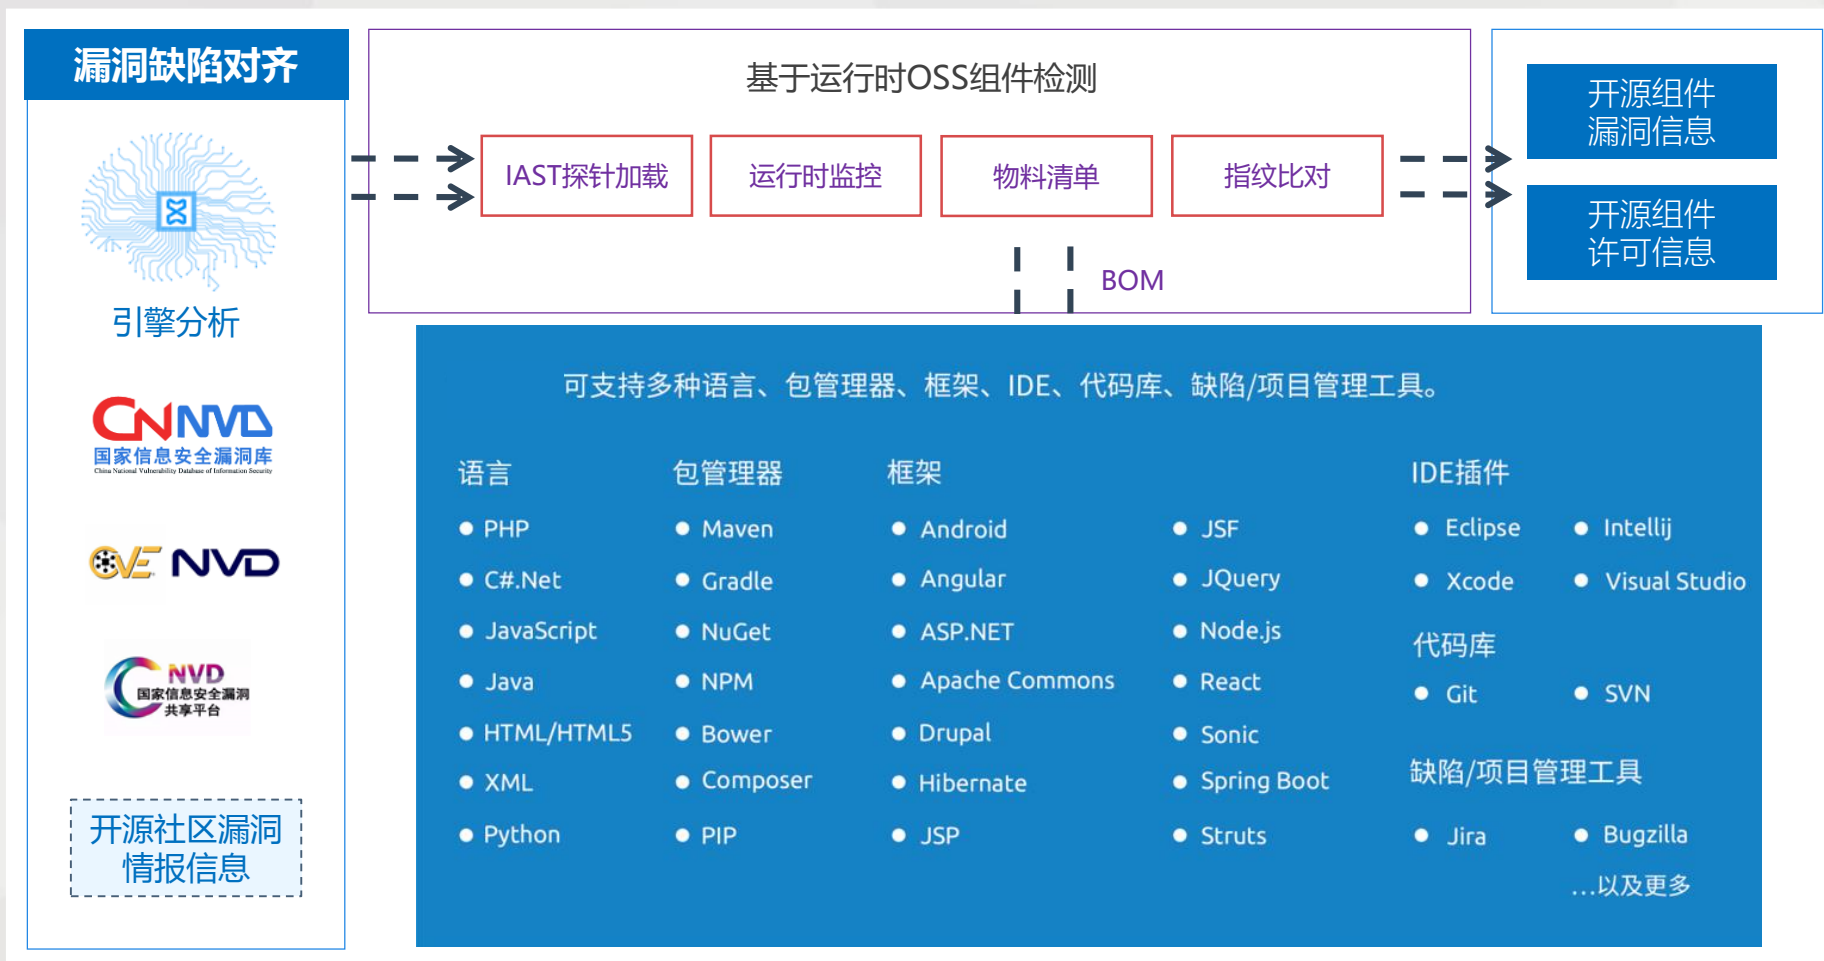 漏洞缺陷对齐
引擎分析
CNNVD
国家信息安全漏洞库
China National Vulnerability Database of Information Security
CVE NVD
CNVD
国家信息安全漏洞
共享平台
开源社区漏洞
情报信息
基于运行时OSS组件检测
IAST探针加载
运行时监控
物料清单
指纹比对
BOM
开源组件
漏洞信息
开源组件
许可信息
可支持多种语言、包管理器、框架、IDE、代码库、缺陷/项目管理工具。
语言
PHP
C#.Net
JavaScript
Java
HTML/HTML5
XML
Python
包管理器
Maven
Gradle
NuGet
NPM
Bower
Composer
PIP
框架
Android
Angular
ASP.NET
Apache Commons
Drupal
Hibernate
JSP
JSF
JQuery
Node.js
React
Sonic
Spring Boot
Struts
IDE插件
Eclipse
Intellij
Xcode
Visual Studio
代码库
Git
SVN
缺陷/项目管理工具
Jira
Bugzilla
...以及更多